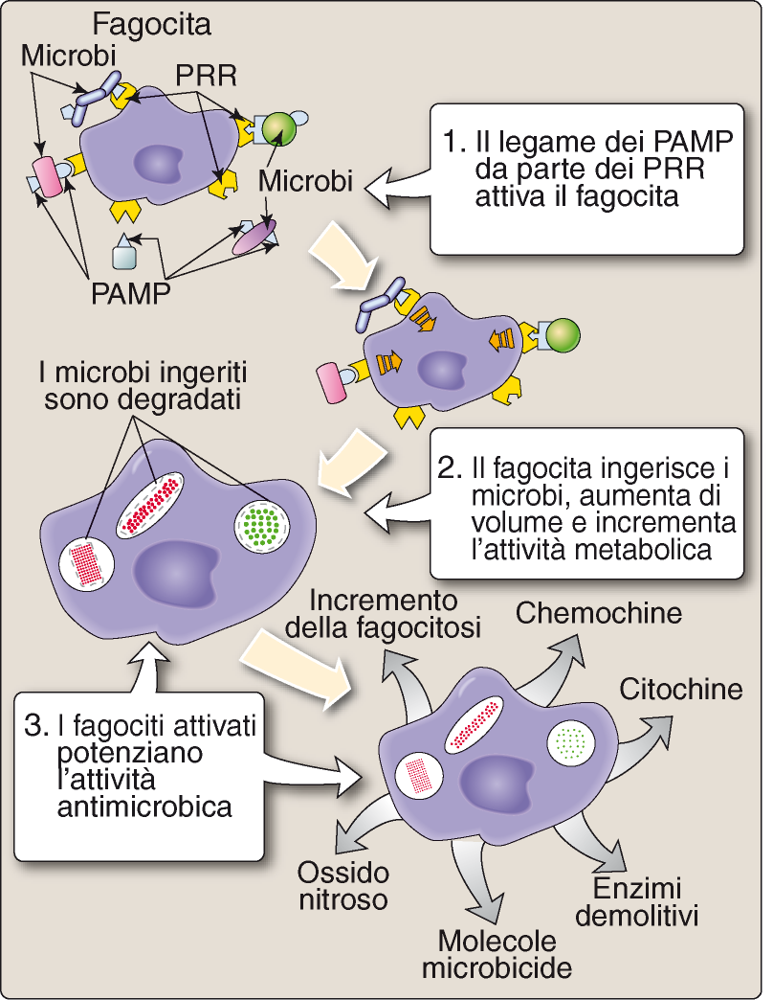 Fagocita
Microbi
PRR
Microbi
PAMP
1. Il legame dei PAMP
da parte dei PRR
attiva il fagocita
I microbi ingeriti
sono degradati
2. Il fagocita ingerisce i
microbi, aumenta di
volume e incrementa
l’attività metabolica
Incremento
della fagocitosi
Chemochine
Citochine
3. I fagociti attivati
potenziano
l’attività
antimicrobica
Ossido
nitroso
Molecole
microbicide
Enzimi
demolitivi